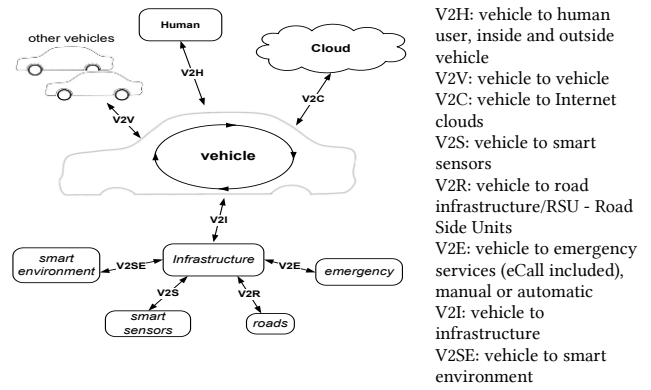 Human
other vehicles
Cloud
V2H
V2C
V2V
vehicle
V2I
smart
environment
V2SE
Infrastructure
V2E
emergency
V2S
V2R
smart
sensors
roads
V2H: vehicle to human
user, inside and outside
vehicle
V2V: vehicle to vehicle
V2C: vehicle to Internet
clouds
V2S: vehicle to smart
sensors
V2R: vehicle to road
infrastructure/RSU - Road
Side Units
V2E: vehicle to emergency
services (eCall included),
manual or automatic
V2I: vehicle to
infrastructure
V2SE: vehicle to smart
environment